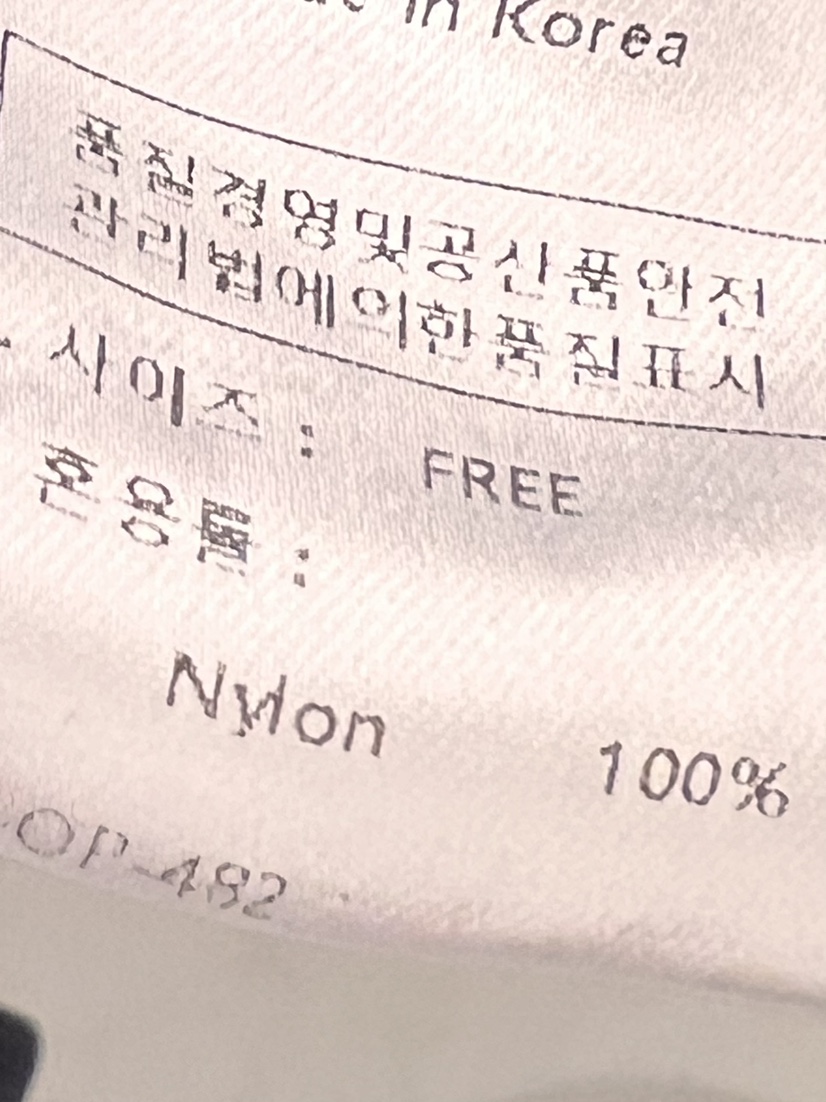 in Korea
품질경영및공산품안전
관리법에의한품질표시
사이즈 : FREE
혼용률 :
Nylon 100%
OP-482